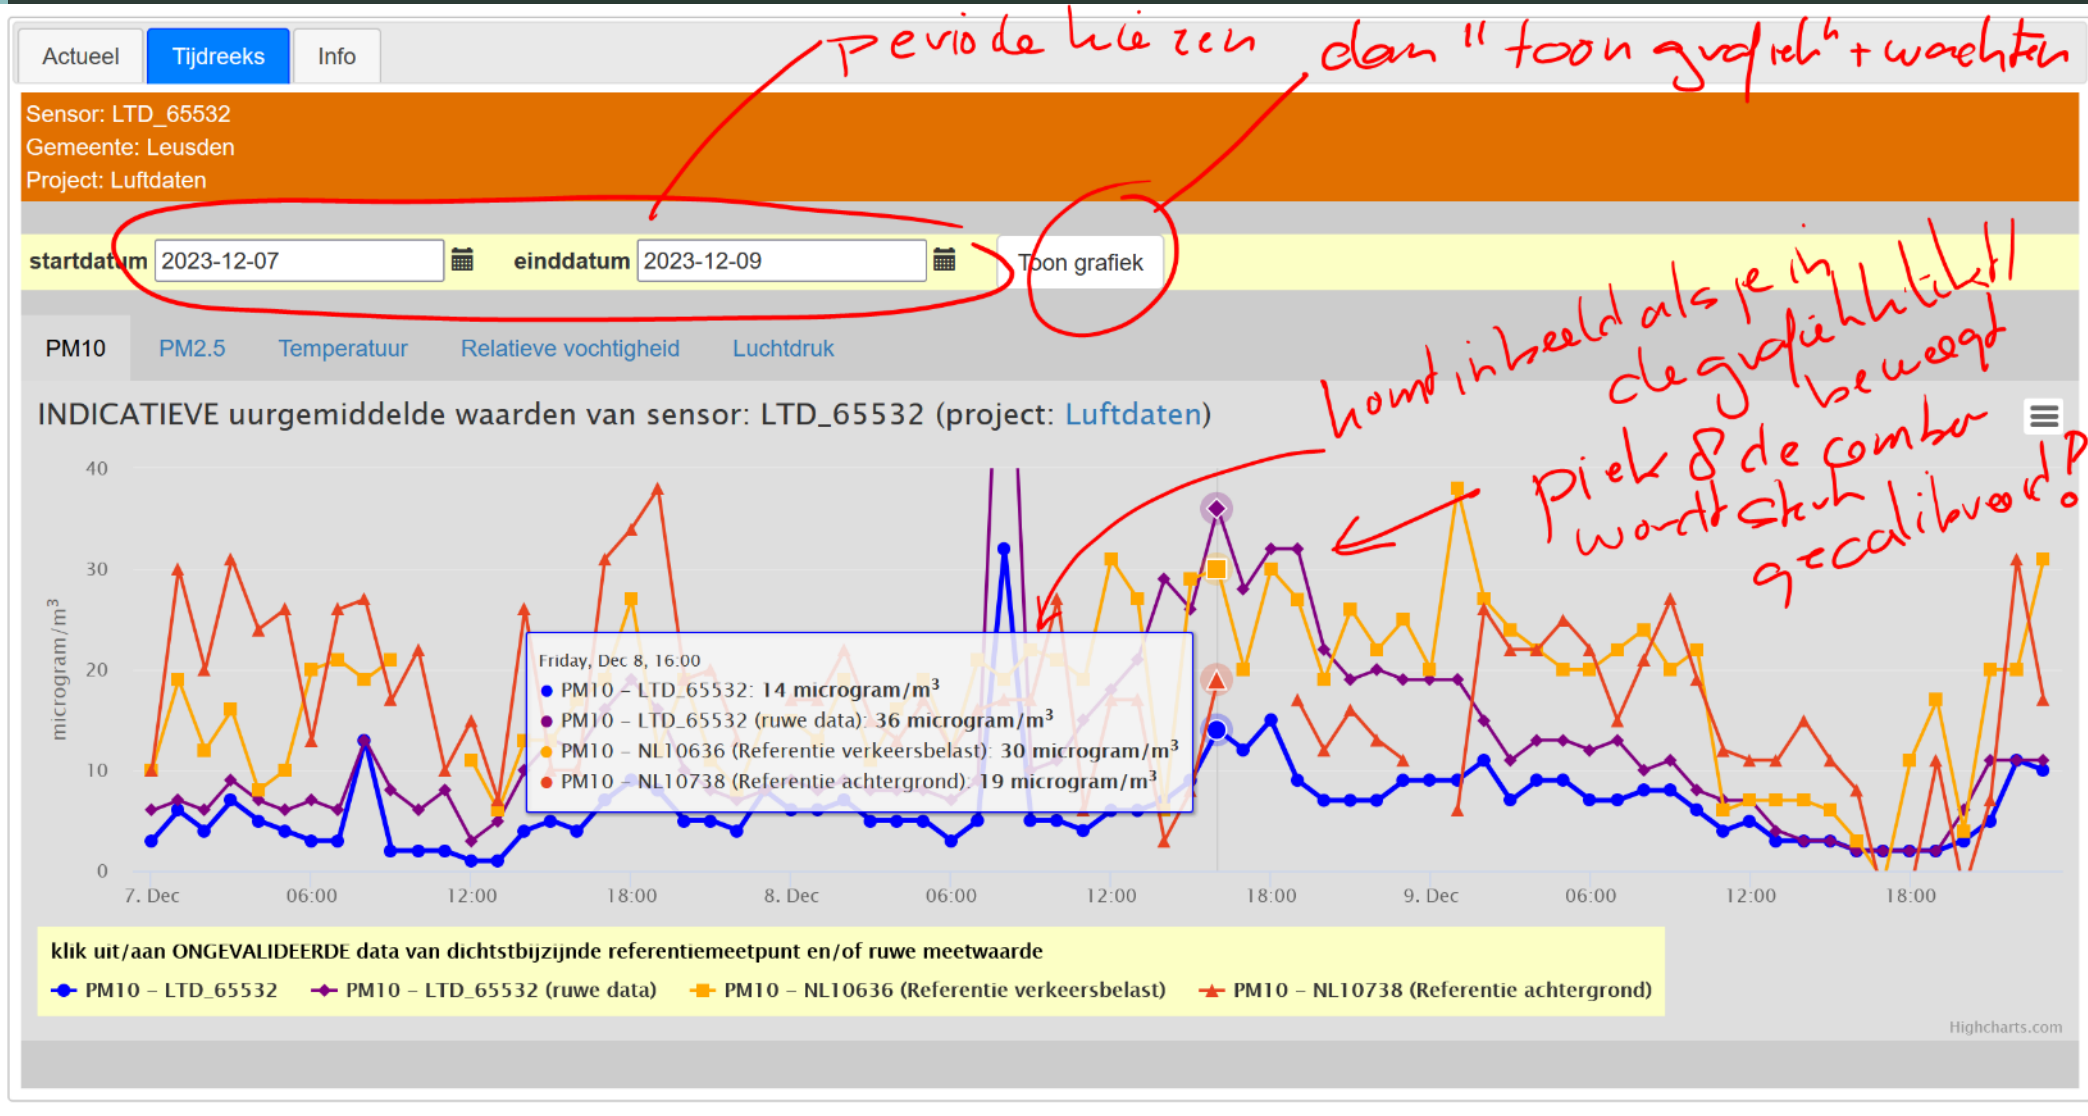 periode kiezen
dan "toon grafiek" + wachten
Actueel Tijdreeks Info
Sensor: LTD_65532
Gemeente: Leusden
Project: Luftdaten
startdatum 2023-12-07 einddatum 2023-12-09 Toon grafiek
komt in beeld als je in
de grafiek klikt/
beweegt
PM10 PM2.5 Temperatuur Relatieve vochtigheid Luchtdruk
INDICATIEVE uurgemiddelde waarden van sensor: LTD_65532 (project: Luftdaten)
piek 8 december
wordt sterk
gecalibreerd?
microgram/m³
40
30
20
10
0
Friday, Dec 8, 16:00
PM10 – LTD_65532: 14 microgram/m³
PM10 – LTD_65532 (ruwe data): 36 microgram/m³
PM10 – NL10636 (Referentie verkeersbelast): 30 microgram/m³
PM10 – NL10738 (Referentie achtergrond): 19 microgram/m³
7. Dec 06:00 12:00 18:00 8. Dec 06:00 12:00 18:00 9. Dec 06:00 12:00 18:00
klik uit/aan ONGEVALIDEERDE data van dichtstbijzijnde referentiemeetpunt en/of ruwe meetwaarde
PM10 – LTD_65532 PM10 – LTD_65532 (ruwe data) PM10 – NL10636 (Referentie verkeersbelast) PM10 – NL10738 (Referentie achtergrond)
Highcharts.com